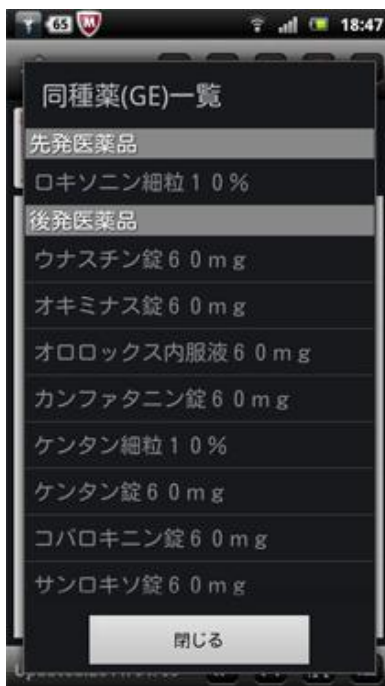 65
18:47
同種薬(GE)一覧
先発医薬品
ロキソニン細粒１０％
後発医薬品
ウナスチン錠６０ｍｇ
オキミナス錠６０ｍｇ
オロロックス内服液６０ｍｇ
カンファタニン錠６０ｍｇ
ケンタン細粒１０％
ケンタン錠６０ｍｇ
コバロキニン錠６０ｍｇ
サンロキソ錠６０ｍｇ
閉じる